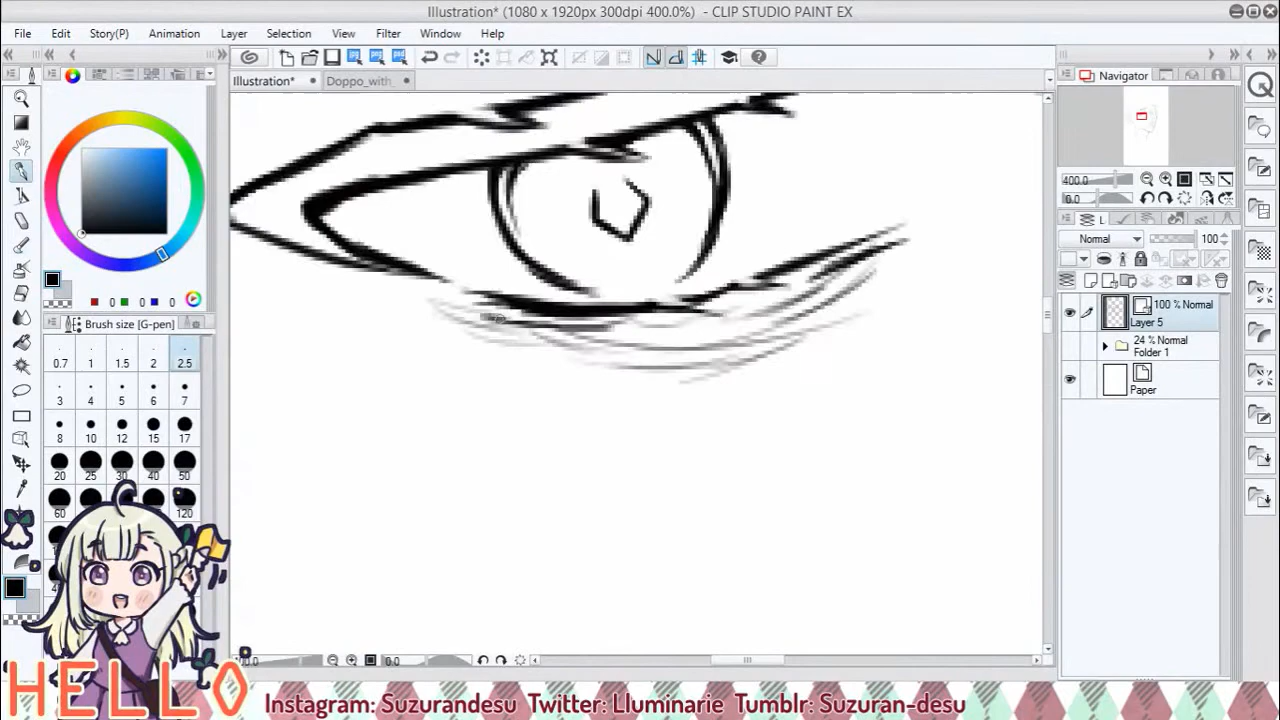 Illustration* (1080 x 1920px 300dpi 400.0%) - CLIP STUDIO PAINT EX
File Edit Story(P) Animation Layer Selection View Filter Window Help
Illustration* Doppo_with_
Navigator
400.0
0.0
L
Normal 100
100 % Normal
Layer 5
24 % Normal
Folder 1
Paper
0 0 0
Brush size [G-pen]
0.7 1 1.5 2 2.5
3 4 5 6 7
8 10 12 15 17
20 25 30 40 50
60 120
0.0
HELLO
Instagram: Suzurandesu Twitter: Lluminarie Tumblr: Suzuran-desu